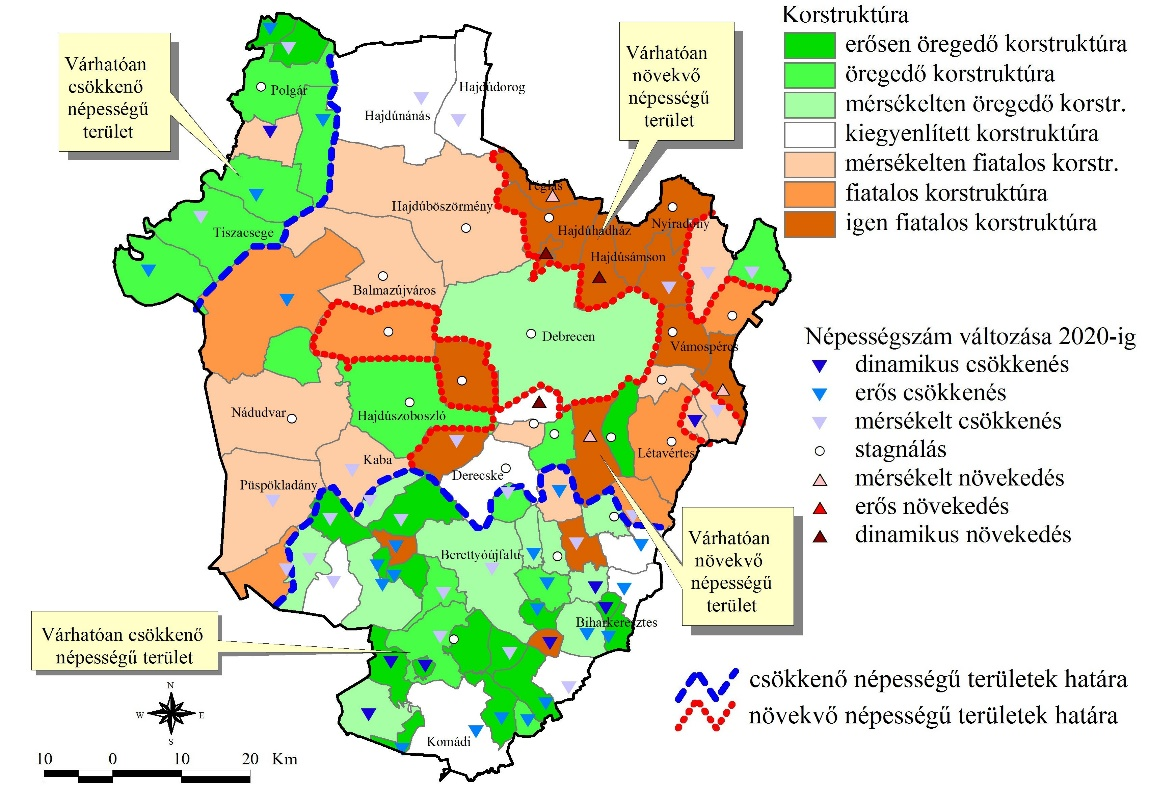 Korstruktúra
erősen öregedő korstruktúra
öregedő korstruktúra
mérsékelten öregedő korstr.
kiegyenlített korstruktúra
mérsékelten fiatalos korstr.
fiatalos korstruktúra
igen fiatalos korstruktúra
Várhatóan
csökkenő
népességű
terület
Várhatóan
növekvő
népességű
terület
Polgár
Hajdúdorog
Hajdúnánás
Téglás
Hajdúböszörmény
Nyíradony
Hajdúhadház
Tiszacsege
Hajdúsámson
Balmazújváros
Debrecen
Vámospércs
Nádudvar
Hajdúszoboszló
Létavértes
Kaba
Derecske
Püspökladány
Berettyóújfalu
Biharkeresztes
Komádi
Népességszám változása 2020-ig
dinamikus csökkenés
erős csökkenés
mérsékelt csökkenés
stagnálás
mérsékelt növekedés
erős növekedés
dinamikus növekedés
Várhatóan
növekvő
népességű
terület
Várhatóan csökkenő
népességű terület
csökkenő népességű területek határa
növekvő népességű területek határa
N
W E
S
10 0 10 20 Km